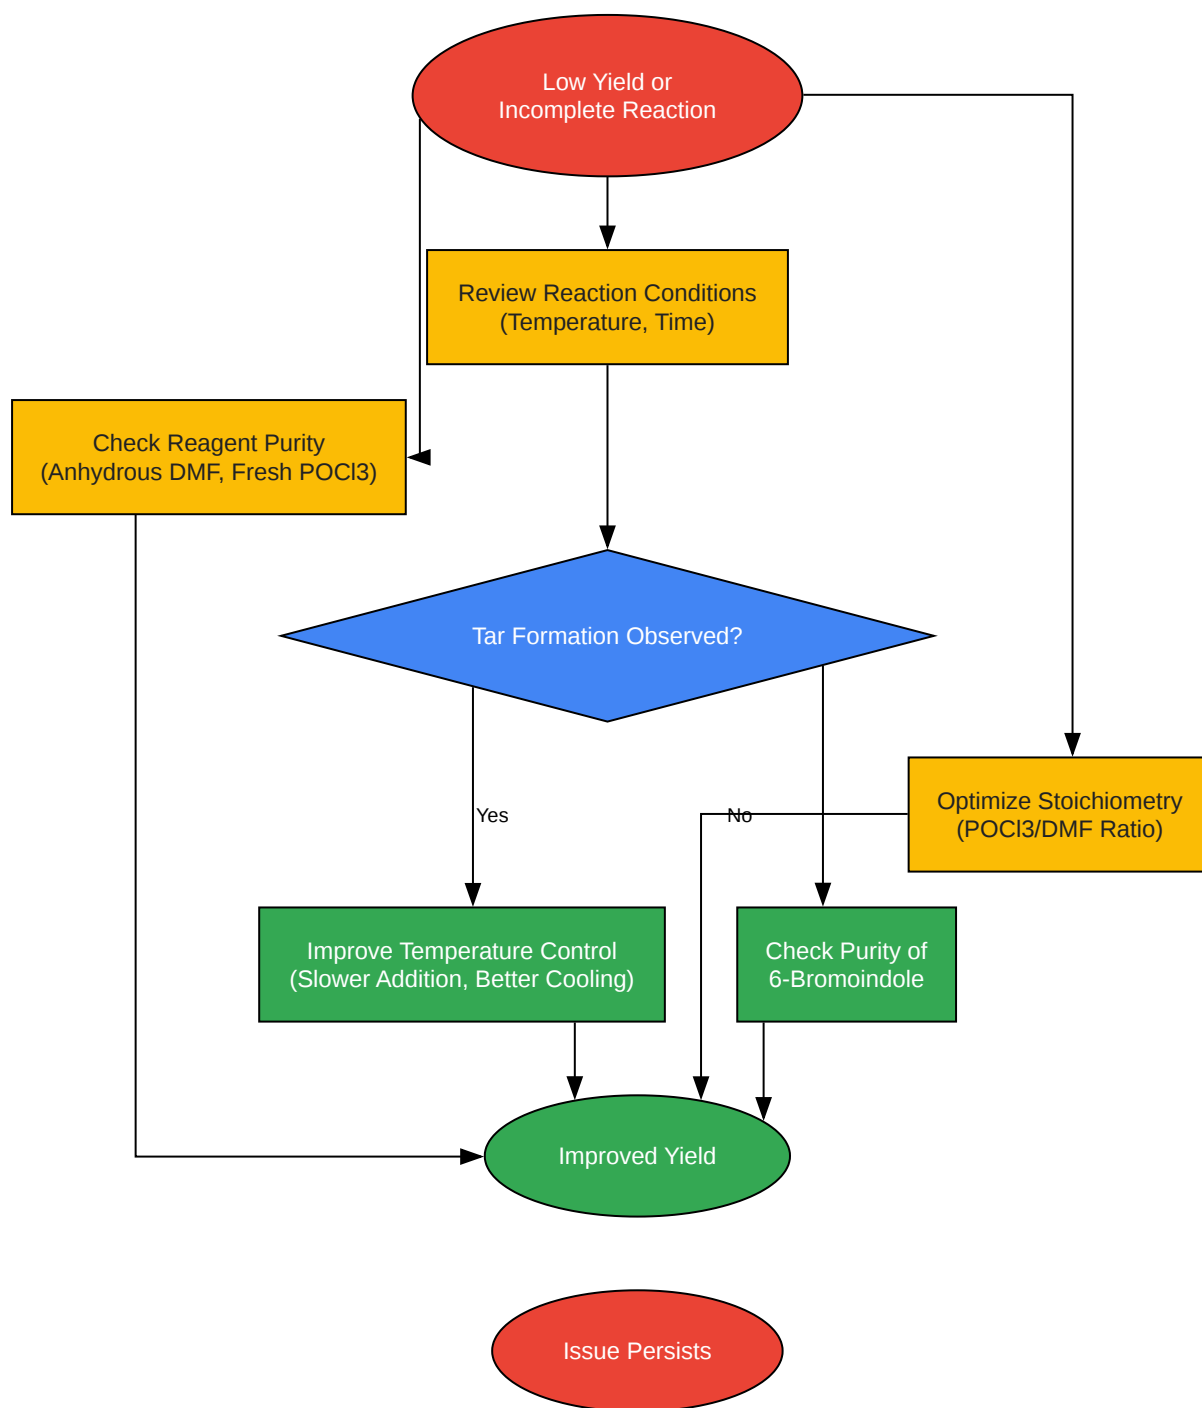 Low Yield or
Incomplete Reaction
Review Reaction Conditions
(Temperature, Time)
Check Reagent Purity
(Anhydrous DMF, Fresh POCl3)
Tar Formation Observed?
Optimize Stoichiometry
(POCl3/DMF Ratio)
Yes
No
Improve Temperature Control
(Slower Addition, Better Cooling)
Check Purity of
6-Bromoindole
Improved Yield
Issue Persists